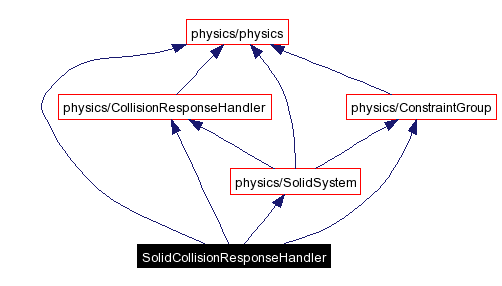 physics/physics
physics/CollisionResponseHandler
physics/ConstraintGroup
physics/SolidSystem
SolidCollisionResponseHandler